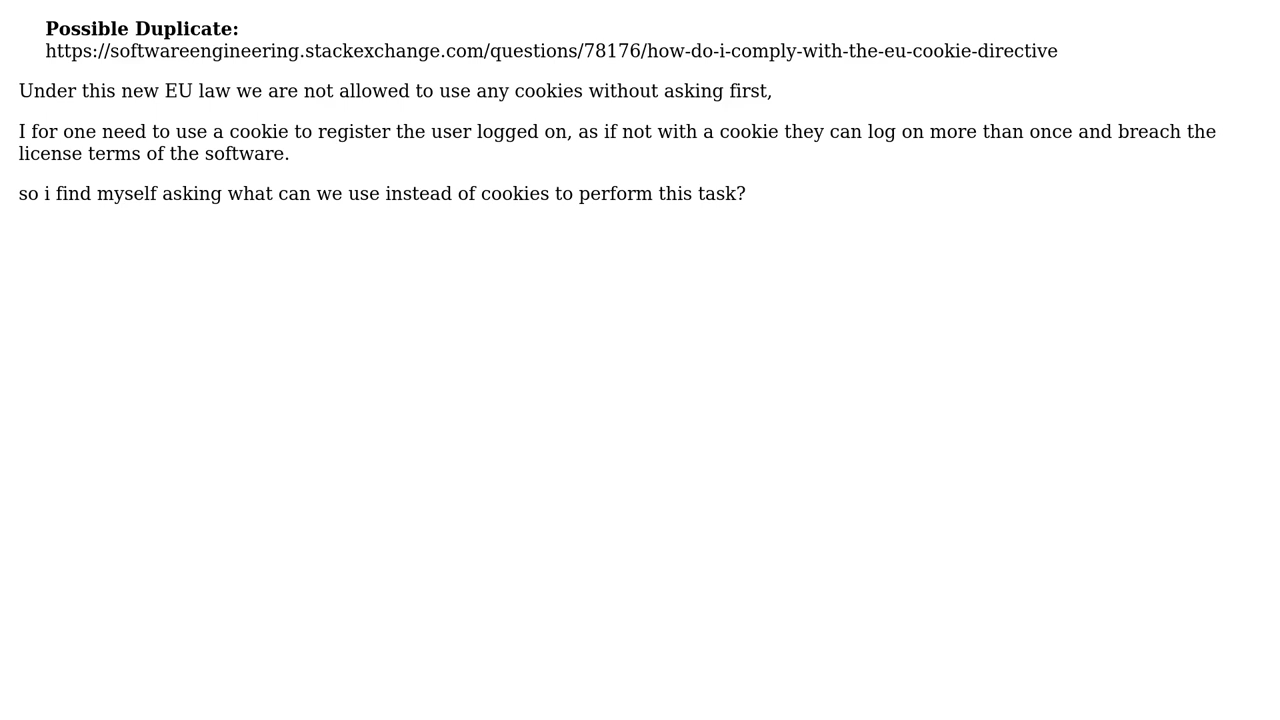 Possible Duplicate:
https://softwareengineering.stackexchange.com/questions/78176/how-do-i-comply-with-the-eu-cookie-directive
Under this new EU law we are not allowed to use any cookies without asking first,
I for one need to use a cookie to register the user logged on, as if not with a cookie they can log on more than once and breach the
license terms of the software.
so i find myself asking what can we use instead of cookies to perform this task?